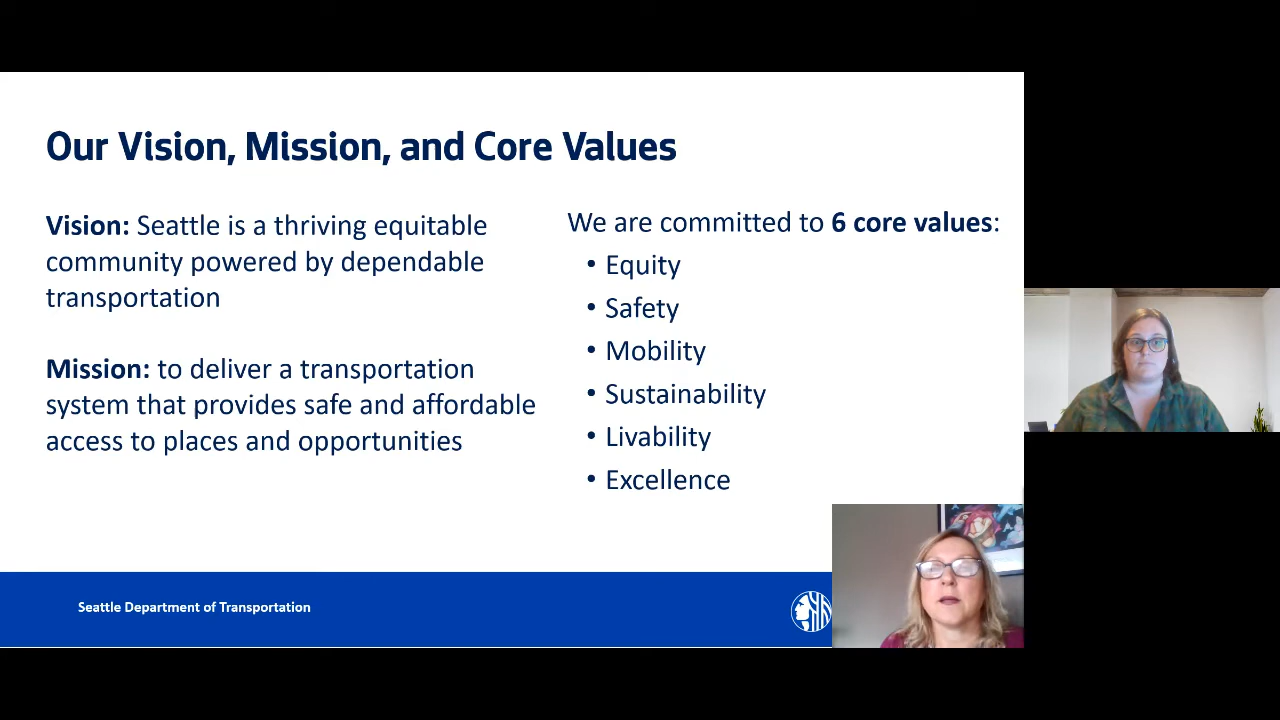 Our Vision, Mission, and Core Values
Vision: Seattle is a thriving equitable
community powered by dependable
transportation
Mission: to deliver a transportation
system that provides safe and affordable
access to places and opportunities
We are committed to 6 core values:
• Equity
• Safety
• Mobility
• Sustainability
• Livability
• Excellence
Seattle Department of Transportation